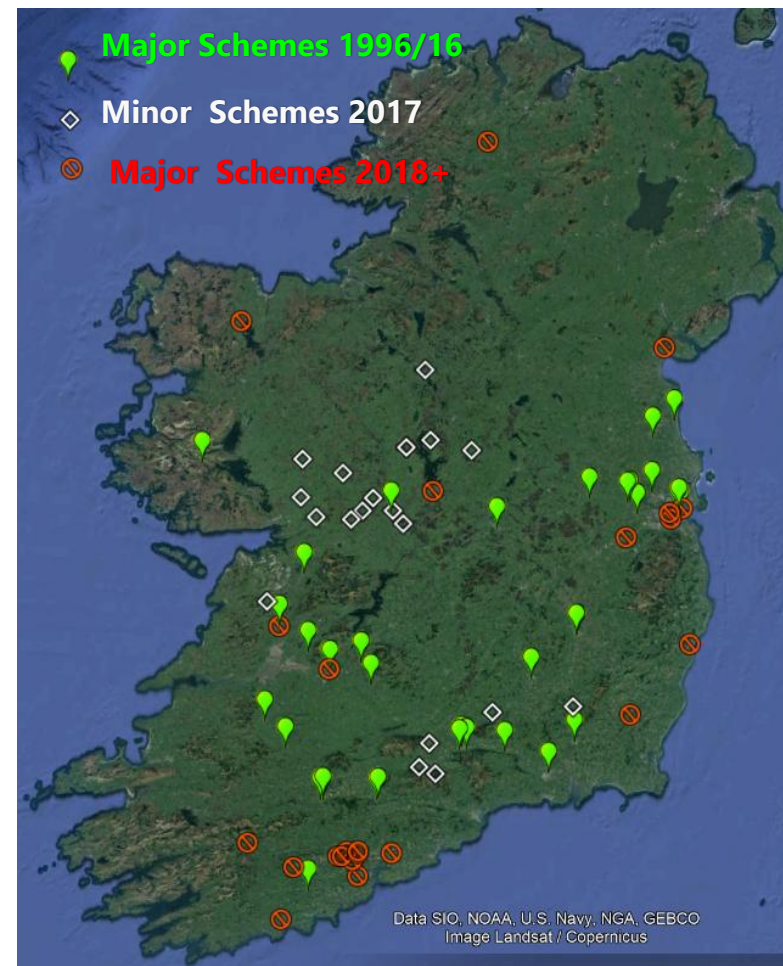 Major Schemes 1996/16
Minor Schemes 2017
Major Schemes 2018+
Data SIO, NOAA, U.S. Navy, NGA, GEBCO
Image Landsat / Copernicus